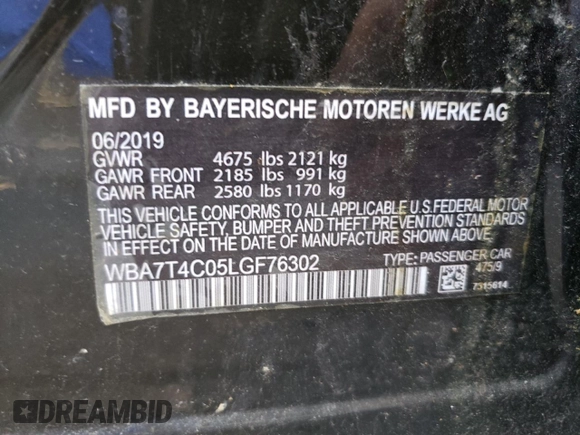 MFD BY BAYERISCHE MOTOREN WERKE AG
06/2019
GVWR 4675 lbs 2121 kg
GAWR FRONT 2185 lbs 991 kg
GAWR REAR 2580 lbs 1170 kg
THIS VEHICLE CONFORMS TO ALL APPLICABLE U.S. FEDERAL MOTOR
VEHICLE SAFETY, BUMPER AND THEFT PREVENTION STANDARDS
IN EFFECT ON THE DATE OF MANUFACTURE SHOWN ABOVE.
WBA7T4C05LGF76302 TYPE: PASSENGER CAR
475/9
7315614
DREAMBID